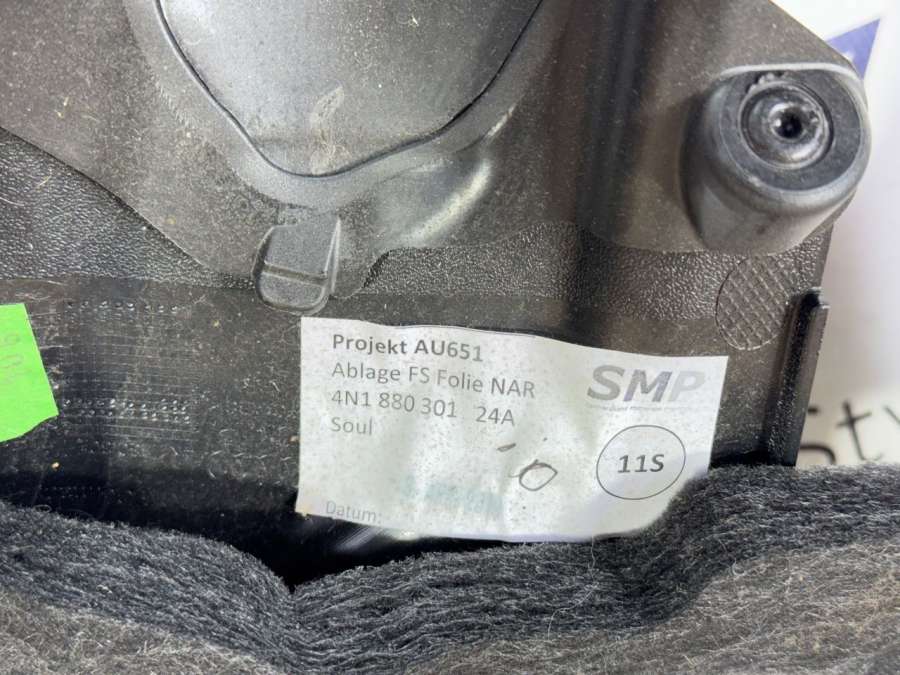 Projekt AU651
Ablage FS Folie NAR
4N1 880 301 24A
Soul
SMP
11S
Datum: